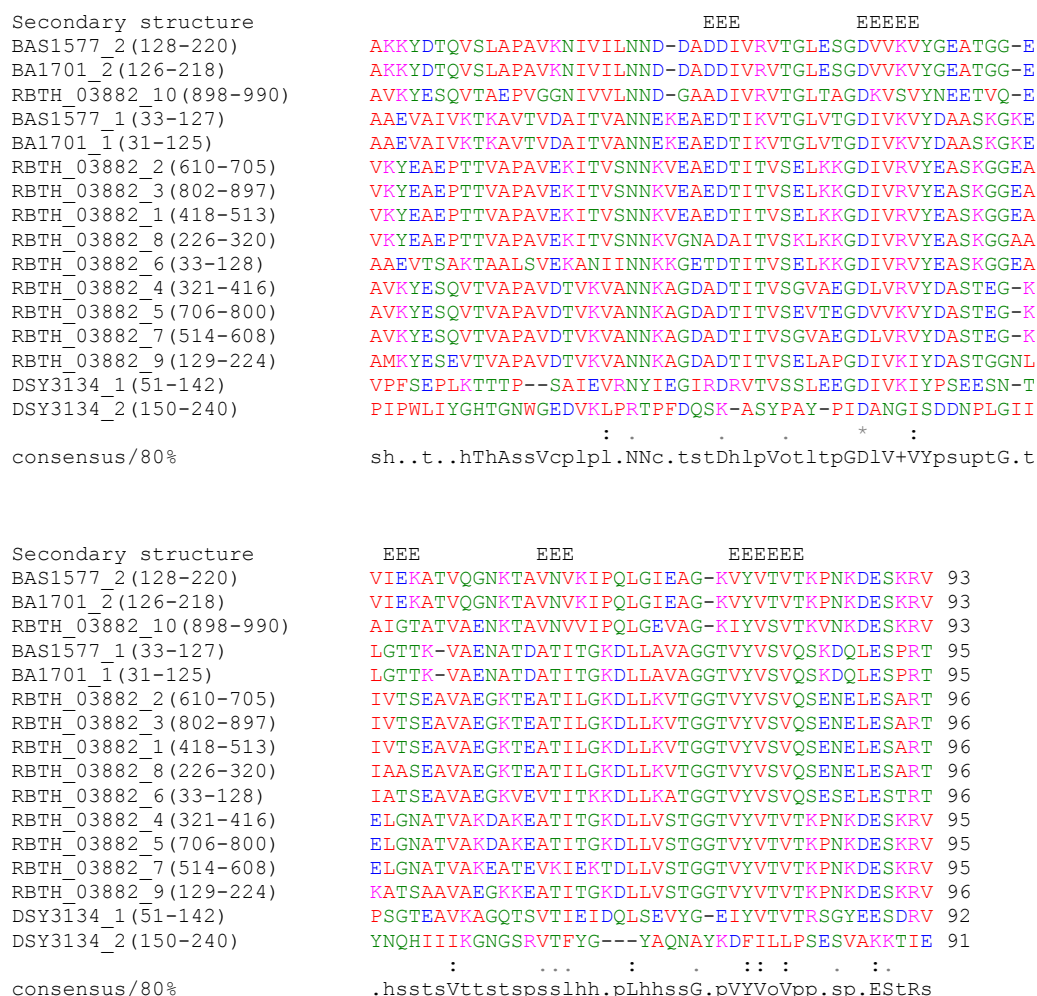 Secondary structure EEE EEEEE
BAS1577_2(128-220) AKKYDTQVSLAPAVKNIVILNND-DADDIVRVTGLESGDVVKVYGEATGG-E
BA1701_2(126-218) AKKYDTQVSLAPAVKNIVILNND-DADDIVRVTGLESGDVVKVYGEATGG-E
RBTH_03882_10(898-990) AVKYESQVTAEPVGGNIVVLNND-GAADIVRVTGLTAGDKVSVYNEETVQ-E
BAS1577_1(33-127) AAEVAIVKTKAVTVDAITVANNEKEAEDTIKVTGLVTGDIVKVYDAASKGKE
BA1701_1(31-125) AAEVAIVKTKAVTVDAITVANNEKEAEDTIKVTGLVTGDIVKVYDAASKGKE
RBTH_03882_2(610-705) VKYEAEPTTVAPAVEKITVSNNKVEAEDTITVSELKKGDIVRVYEASKGGEA
RBTH_03882_3(802-897) VKYEAEPTTVAPAVEKITVSNNKVEAEDTITVSELKKGDIVRVYEASKGGEA
RBTH_03882_1(418-513) VKYEAEPTTVAPAVEKITVSNNKVEAEDTITVSELKKGDIVRVYEASKGGEA
RBTH_03882_8(226-320) VKYEAEPTTVAPAVEKITVSNNKVGNADAITVSKLKKGDIVRVYEASKGGAA
RBTH_03882_6(33-128) AAEVTSAKTAALSVEKANIINNKKGETDTITVSELKKGDIVRVYEASKGGEA
RBTH_03882_4(321-416) AVKYESQVTVAPAVDTVKVANNKAGDADTITVSGVAEGDLVRVYDASTEG-K
RBTH_03882_5(706-800) AVKYESQVTVAPAVDTVKVANNKAGDADTITVSEVTEGDVVRVYDASTEG-K
RBTH_03882_7(514-608) AVKYESQVTVAPAVDTVKVANNKAGDADTITVSGVAEGDLVRVYDASTEG-K
RBTH_03882_9(129-224) AMKYESEVTVAPAVDTVKVANNKAGDADTITVSELAPGDIVKIYDASTGGNL
DSY3134_1(51-142) VPFSEPLKTTTP--SAIEVRNYIEGIRDRVTVSSLEEGDIVKIYPSEESN-T
DSY3134_2(150-240) PIPWLIYGHTGNWGEDVKLPRTPFDQSK-ASYPAY-PIDANGISDDNPLGII
: . . . * :
consensus/80% sh..t..hThAssVcplpl.NNc.tstDhlpVotltpGDlV+VYpsuptG.t
Secondary structure EEE EEE EEEEEE
BAS1577_2(128-220) VIEKATVQGNKTAVNVKIPQLGIEAG-KVYVTVTKPNKDESKRV 93
BA1701_2(126-218) VIEKATVQGNKTAVNVKIPQLGIEAG-KVYVTVTKPNKDESKRV 93
RBTH_03882_10(898-990) AIGTATVAENKTAVNVVIPQLGEVAG-KIYVSVTKVNKDESKRV 93
BAS1577_1(33-127) LGTTK-VAENATDATITGKDLLAVAGGTVYVSVQSKDQLESPRT 95
BA1701_1(31-125) LGTTK-VAENATDATITGKDLLAVAGGTVYVSVQSKDQLESPRT 95
RBTH_03882_2(610-705) IVTSEAVAEGKTEATILGKDLLKVTGGTVYVSVQSENELESART 96
RBTH_03882_3(802-897) IVTSEAVAEGKTEATILGKDLLKVTGGTVYVSVQSENELESART 96
RBTH_03882_1(418-513) IVTSEAVAEGKTEATILGKDLLKVTGGTVYVSVQSENELESART 96
RBTH_03882_8(226-320) IAASEAVAEGKTEATILGKDLLKVTGGTVYVSVQSENELESART 96
RBTH_03882_6(33-128) IATSEAVAEGKVEVTITKKDLLKATGGTVYVSVQSESELESTRT 96
RBTH_03882_4(321-416) ELGNATVAKDAKEATITGKDLLVSTGGTVYVTVTKPNKDESKRV 95
RBTH_03882_5(706-800) ELGNATVAKDAKEATITGKDLLVSTGGTVYVTVTKPNKDESKRV 95
RBTH_03882_7(514-608) ELGNATVAKEATEVKIEKTDLLVSTGGTVYVTVTKPNKDESKRV 95
RBTH_03882_9(129-224) KATSAAVAEGKKEATITGKDLLVSTGGTVYVTVTKPNKDESKRV 96
DSY3134_1(51-142) PSGTEAVKAGQTSVTIEIDQLSEVYG-EIYVTVTRSGYEESDRV 92
DSY3134_2(150-240) YNQHIIIKGNGSRVTFYG---YAQNAYKDFILLPSESVAKKTIE 91
: ... : . :: : . :.
consensus/80% .hsstsVttstspsslhh.pLhhssG.pVYVoVpp.sp.EStRs